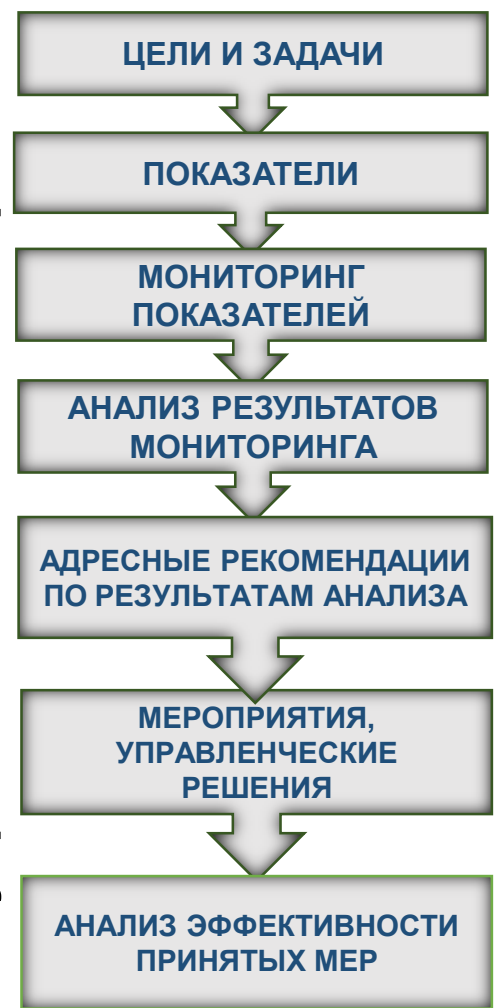 ЦЕЛИ И ЗАДАЧИ
ПОКАЗАТЕЛИ
МОНИТОРИНГ
ПОКАЗАТЕЛЕЙ
АНАЛИЗ РЕЗУЛЬТАТОВ
МОНИТОРИНГА
АДРЕСНЫЕ РЕКОМЕНДАЦИИ
ПО РЕЗУЛЬТАТАМ АНАЛИЗА
МЕРОПРИЯТИЯ,
УПРАВЛЕНЧЕСКИЕ
РЕШЕНИЯ
АНАЛИЗ ЭФФЕКТИВНОСТИ
ПРИНЯТЫХ МЕР